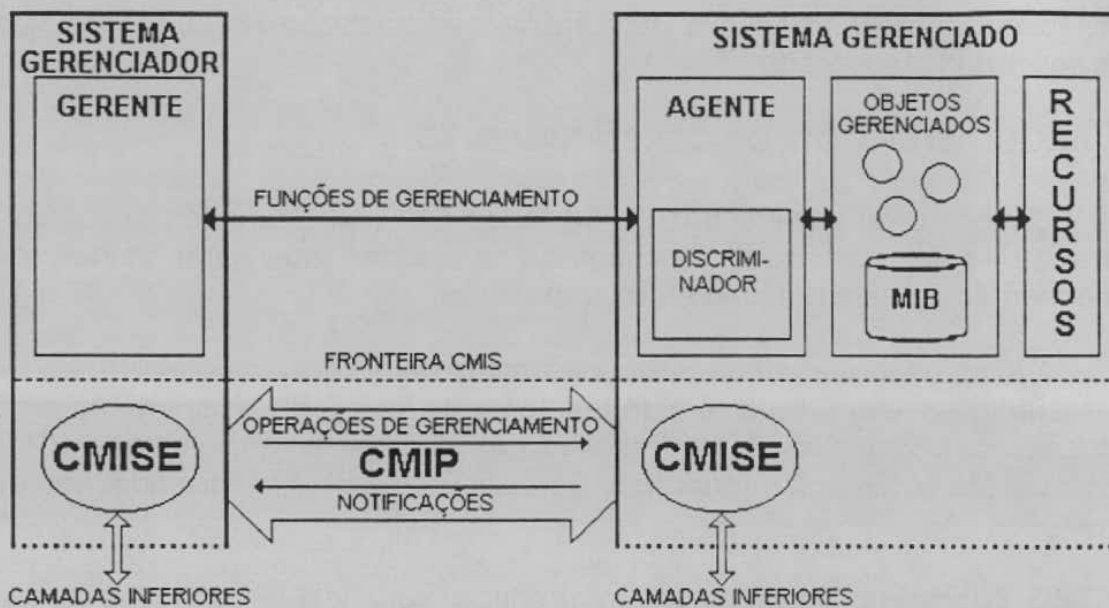 SISTEMA
GERENCIADOR
GERENTE
SISTEMA GERENCIADO
AGENTE
DISCRIMI-
NADOR
OBJETOS
GERENCIADOS
MIB
RECURSOS
FUNÇÕES DE GERENCIAMENTO
FRONTEIRA CMIS
CMISE
OPERAÇÕES DE GERENCIAMENTO
CMIP
NOTIFICAÇÕES
CMISE
CAMADAS INFERIORES
CAMADAS INFERIORES